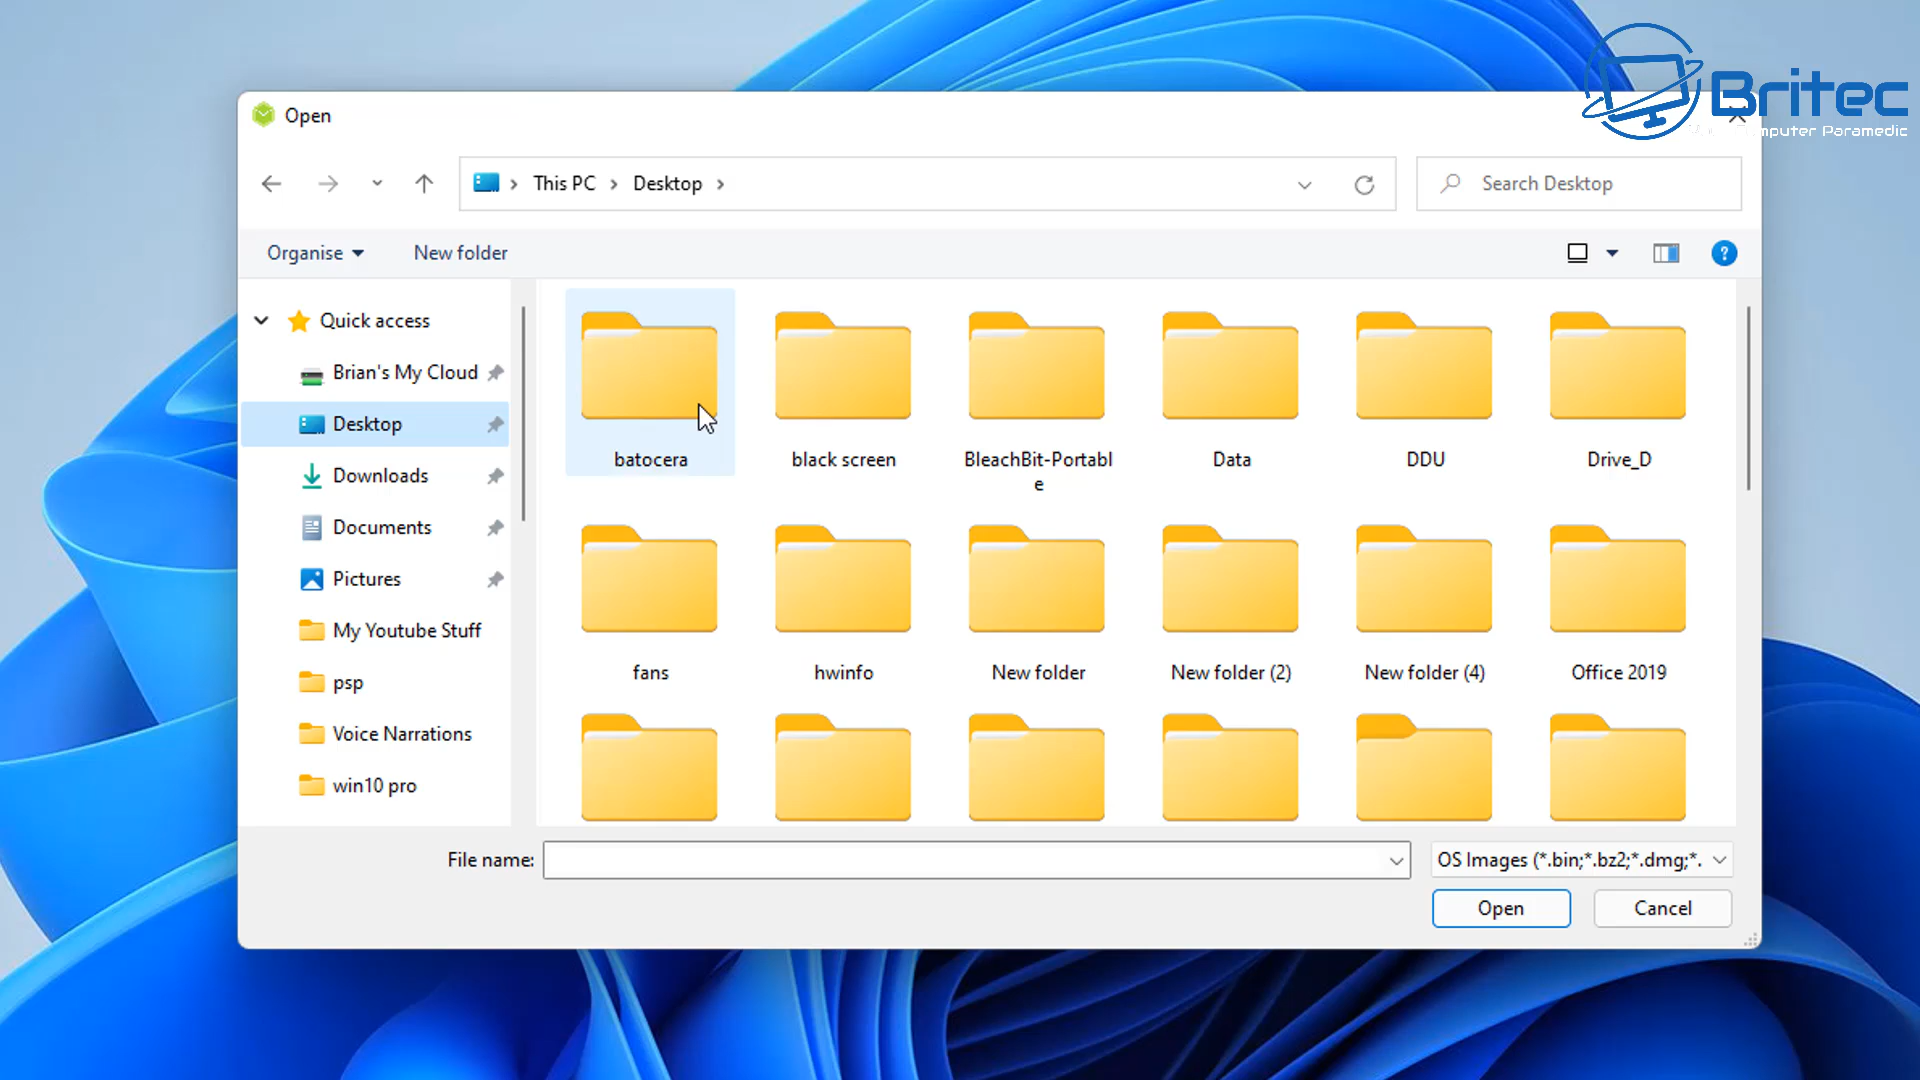 Britec
Computer Paramedic
Open
This PC
Desktop
Search Desktop
Organise
New folder
Quick access
Brian's My Cloud
Desktop
Downloads
Documents
Pictures
My Youtube Stuff
psp
Voice Narrations
win10 pro
batocera
black screen
BleachBit-Portabl
e
Data
DDU
Drive_D
fans
hwinfo
New folder
New folder (2)
New folder (4)
Office 2019
File name:
OS Images (*.bin;*.bz2;*.dmg;*.
Open
Cancel